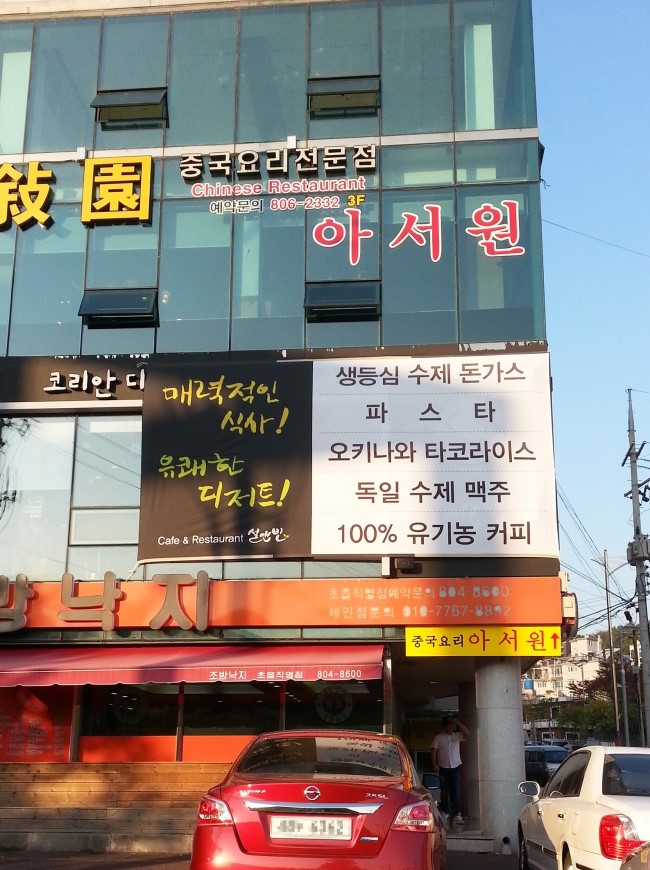 敍園
중국요리전문점
Chinese Restaurant
예약문의 806-2332 3F
아서원
코리안 디
매력적인
식사!
유쾌한
디저트!
Cafe & Restaurant 설빈
생등심 수제 돈가스
파 스 타
오키나와 타코라이스
독일 수제 맥주
100% 유기농 커피
방낙지
초읍직영점예약문의 804-8600
체인점문의 010-7767-8892
중국요리 아서원↑
조방낙지 초읍직영점 804-8600